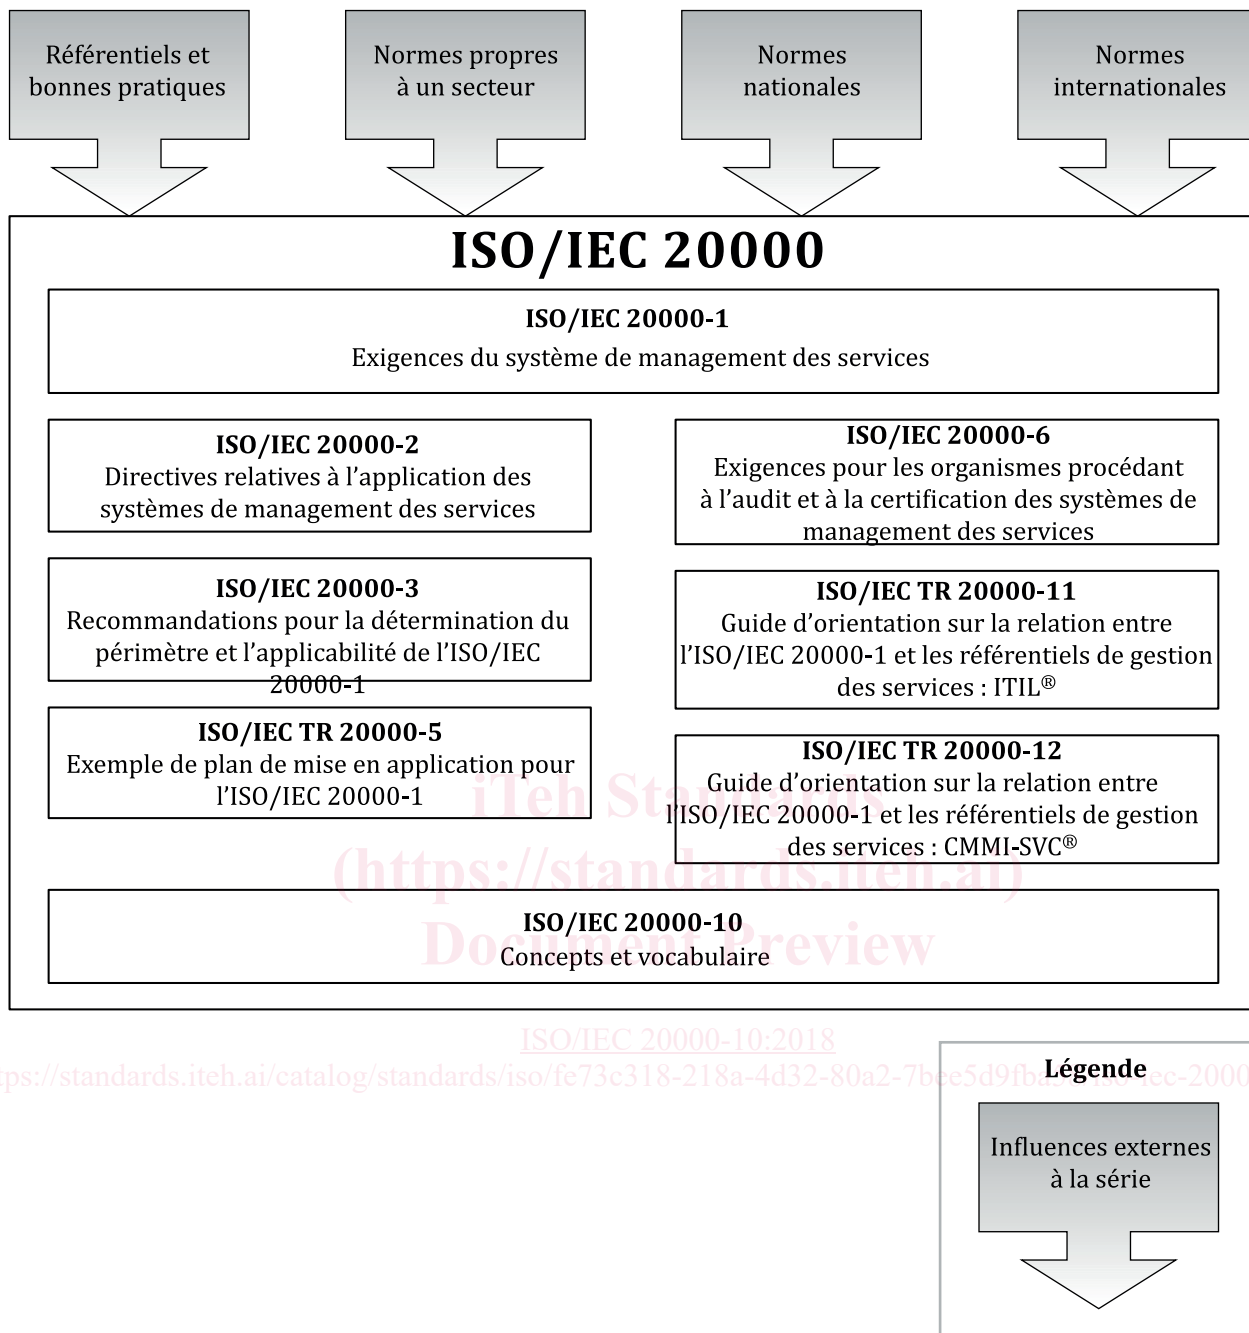 Référentiels et
bonnes pratiques
Normes propres
à un secteur
Normes
nationales
Normes
internationales
ISO/IEC 20000
ISO/IEC 20000-1
Exigences du système de management des services
ISO/IEC 20000-2
Directives relatives à l'application des
systèmes de management des services
ISO/IEC 20000-3
Recommandations pour la détermination du
périmètre et l'applicabilité de l'ISO/IEC
20000-1
ISO/IEC TR 20000-5
Exemple de plan de mise en application pour
l'ISO/IEC 20000-1
ISO/IEC 20000-6
Exigences pour les organismes procédant
à l'audit et à la certification des systèmes de
management des services
ISO/IEC TR 20000-11
Guide d'orientation sur la relation entre
l'ISO/IEC 20000-1 et les référentiels de gestion
des services : ITIL®
ISO/IEC TR 20000-12
Guide d'orientation sur la relation entre
l'ISO/IEC 20000-1 et les référentiels de gestion
des services : CMMI-SVC®
iTeh Standards
(https://standards.iteh.ai)
Document Preview
ISO/IEC 20000-10
Concepts et vocabulaire
ISO/IEC 20000-10:2018
Légende
Influences externes
à la série